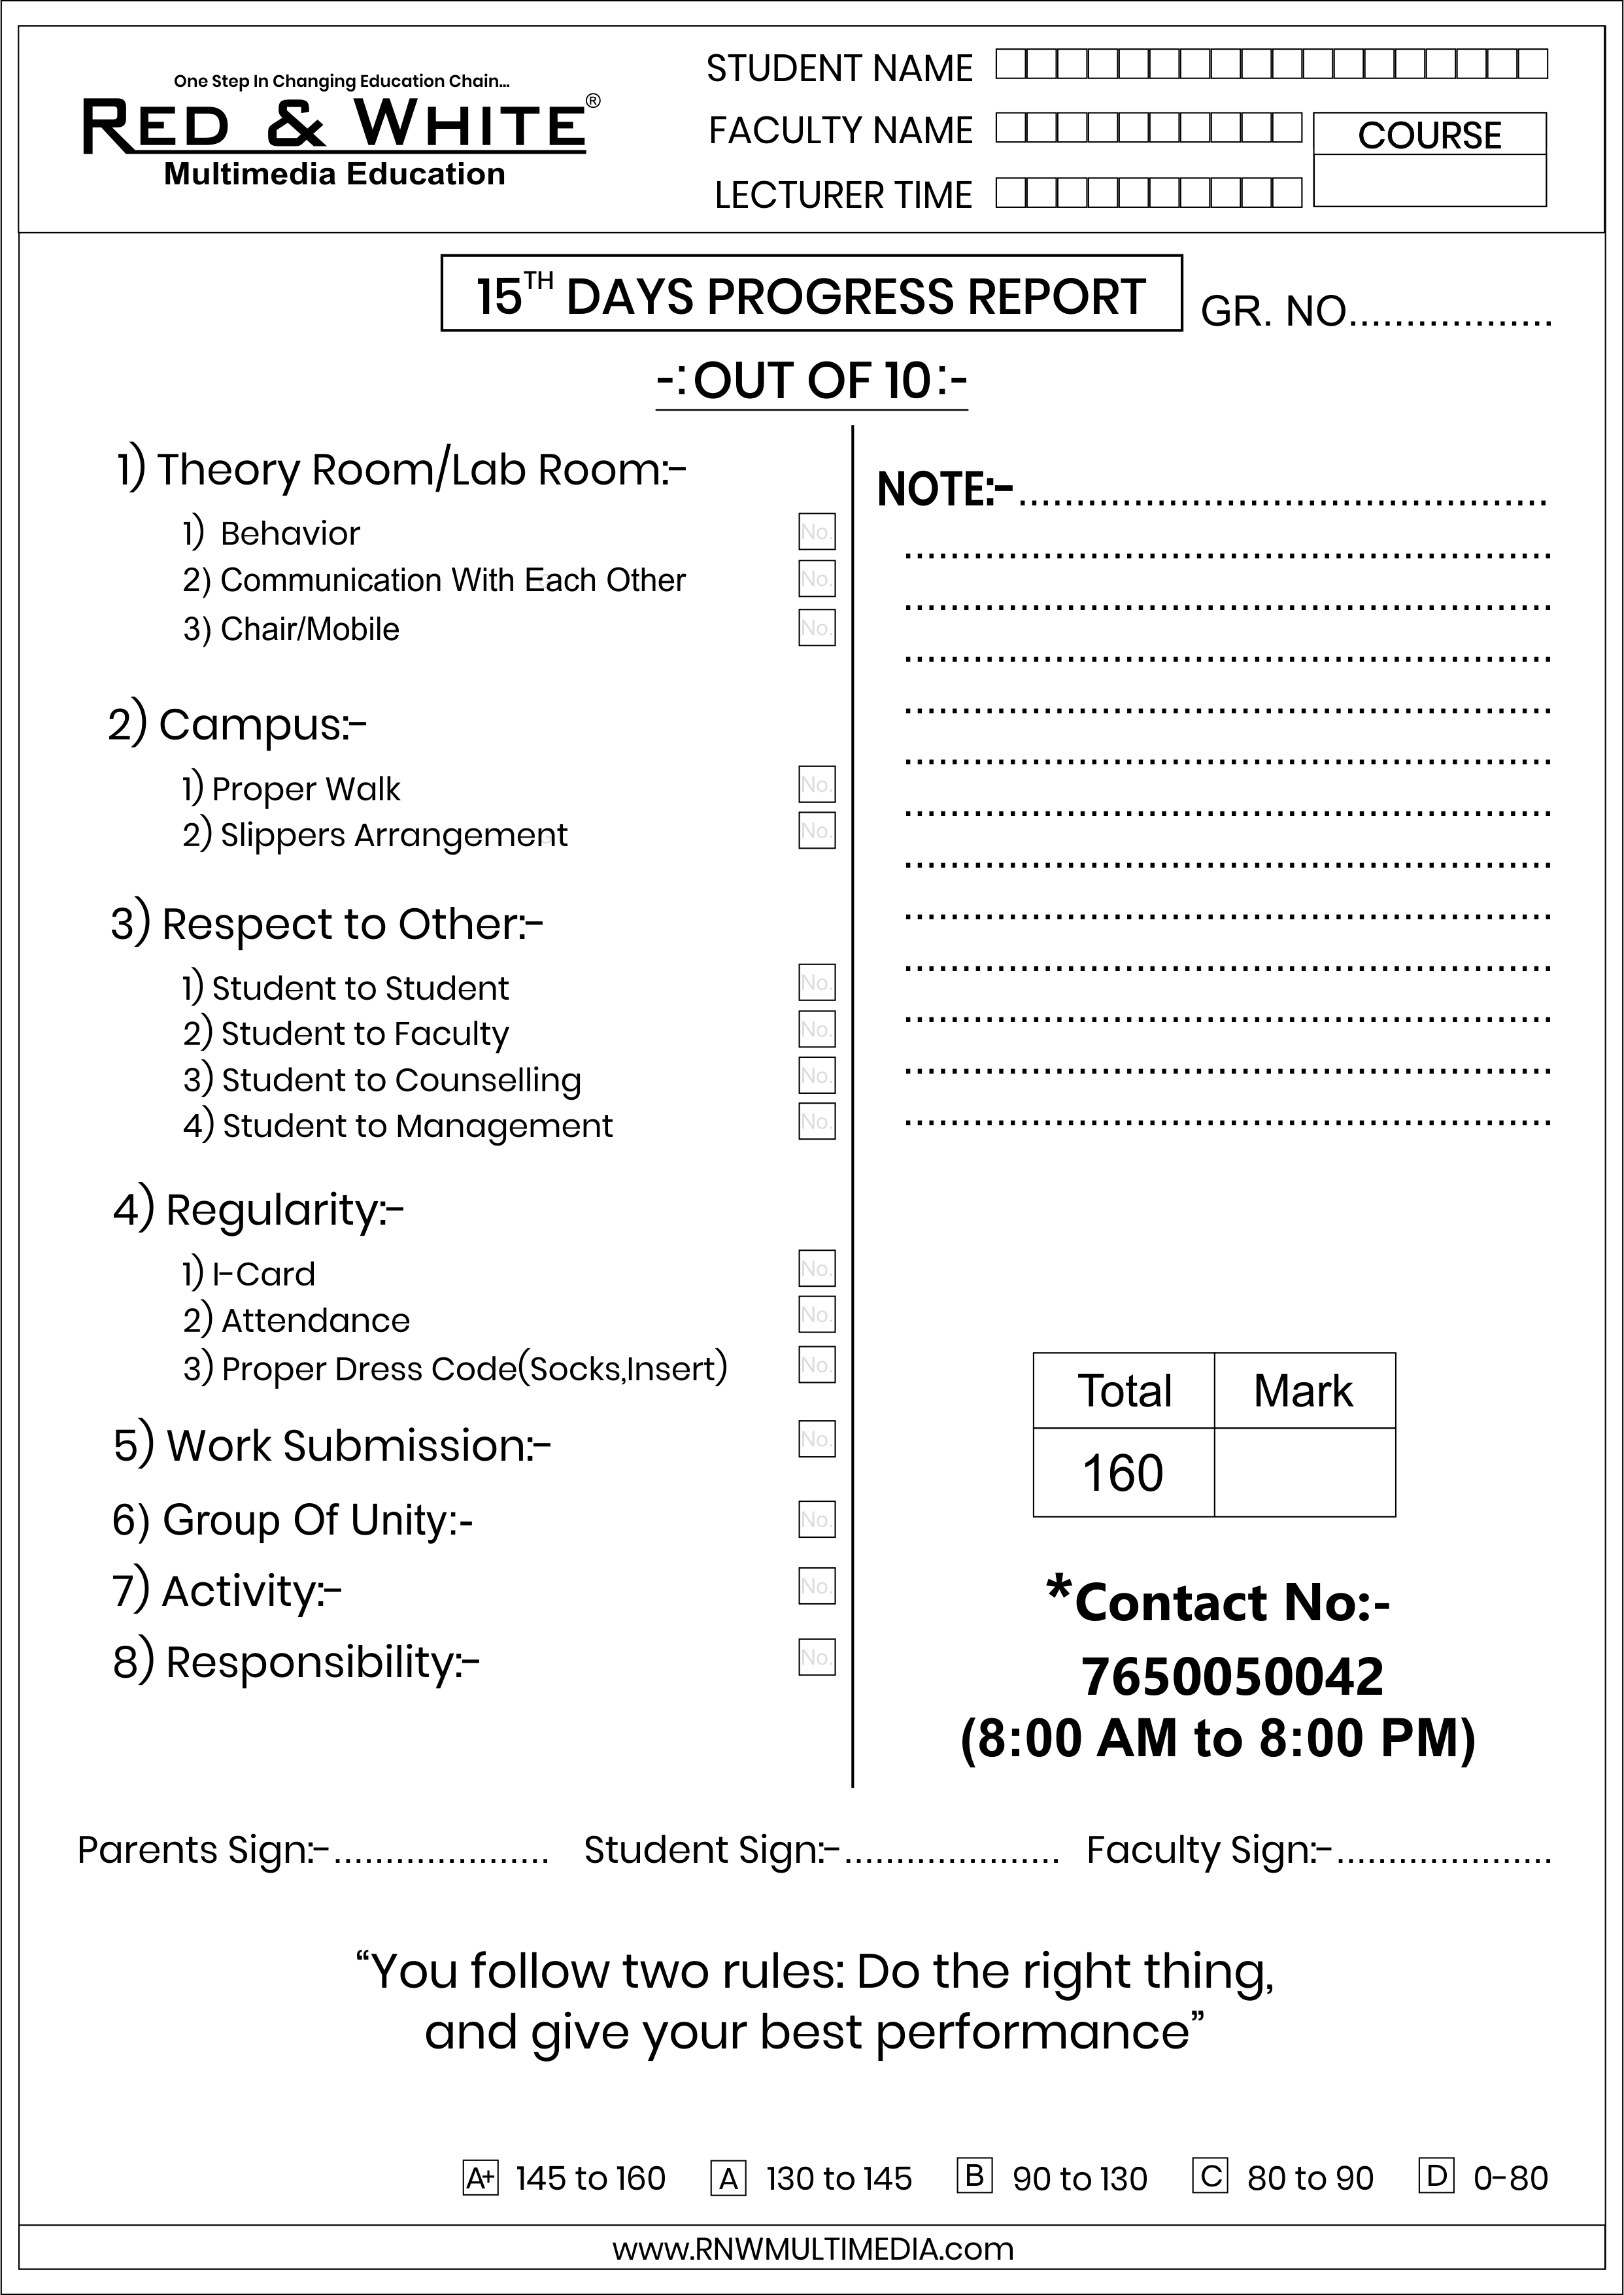 One Step In Changing Education Chain...
RED & WHITE®
Multimedia Education
STUDENT NAME
FACULTY NAME
LECTURER TIME
COURSE
15TH DAYS PROGRESS REPORT
GR. NO..................
-:OUT OF 10:-
1) Theory Room/Lab Room:-
1) Behavior No.
2) Communication With Each Other No.
3) Chair/Mobile No.
2) Campus:-
1) Proper Walk No.
2) Slippers Arrangement No.
3) Respect to Other:-
1) Student to Student No.
2) Student to Faculty No.
3) Student to Counselling No.
4) Student to Management No.
4) Regularity:-
1) I-Card No.
2) Attendance No.
3) Proper Dress Code(Socks,Insert) No.
5) Work Submission:- No.
6) Group Of Unity:- No.
7) Activity:- No.
8) Responsibility:- No.
NOTE:-..............................................
Total Mark
160
*Contact No:-
7650050042
(8:00 AM to 8:00 PM)
Parents Sign:-..................... Student Sign:-..................... Faculty Sign:-.....................
“You follow two rules: Do the right thing,
and give your best performance”
A+ 145 to 160 A 130 to 145 B 90 to 130 C 80 to 90 D 0-80
www.RNWMULTIMEDIA.com